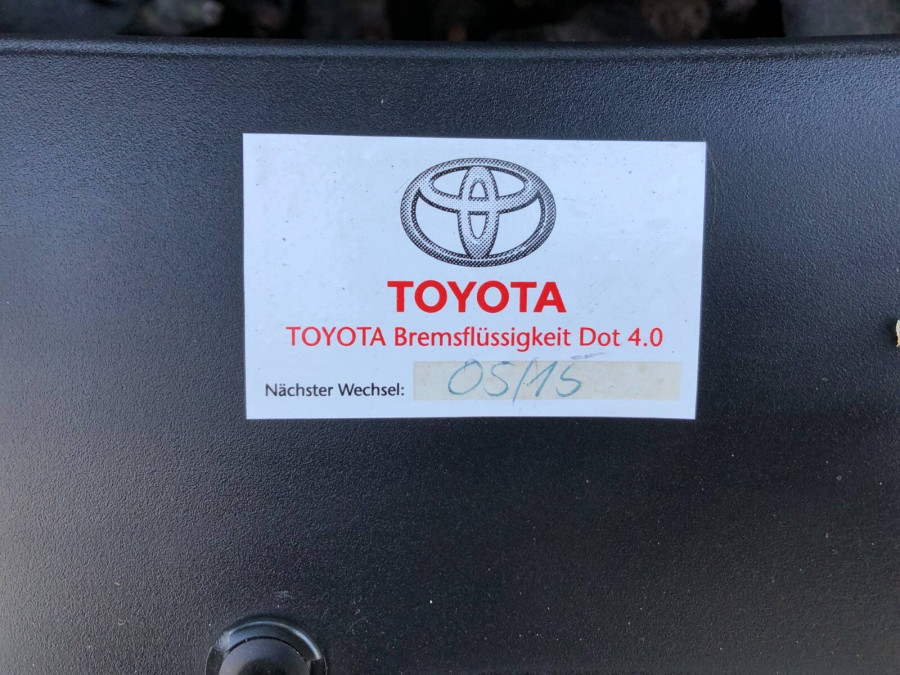 TOYOTA
TOYOTA Bremsflüssigkeit Dot 4.0
Nächster Wechsel: 05/15